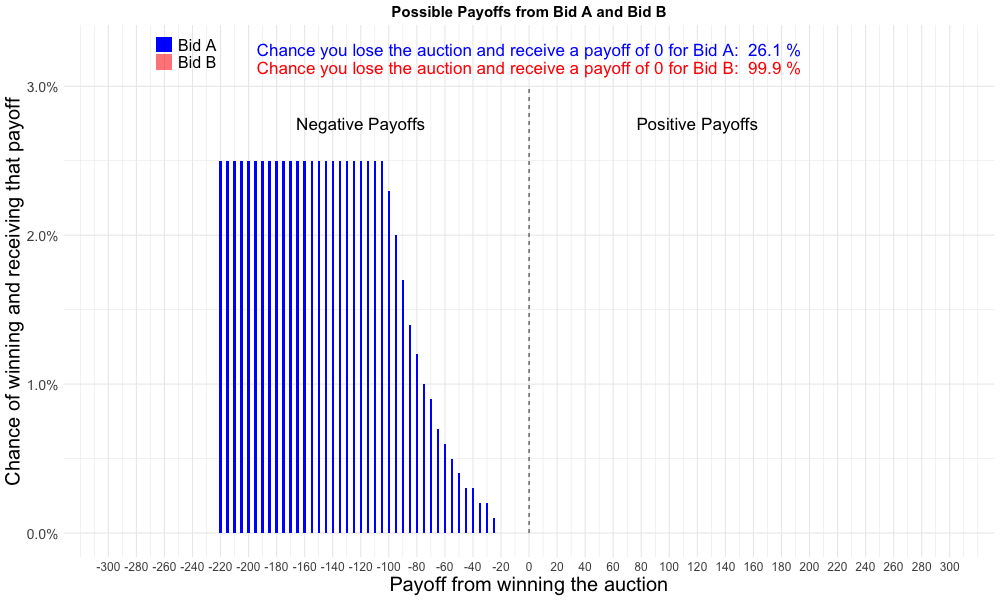 Possible Payoffs from Bid A and Bid B
Bid A
Bid B
Chance you lose the auction and receive a payoff of 0 for Bid A: 26.1 %
Chance you lose the auction and receive a payoff of 0 for Bid B: 99.9 %
Negative Payoffs
Positive Payoffs
Chance of winning and receiving that payoff
3.0%
2.0%
1.0%
0.0%
-300 -280 -260 -240 -220 -200 -180 -160 -140 -120 -100 -80 -60 -40 -20 0 20 40 60 80 100 120 140 160 180 200 220 240 260 280 300
Payoff from winning the auction